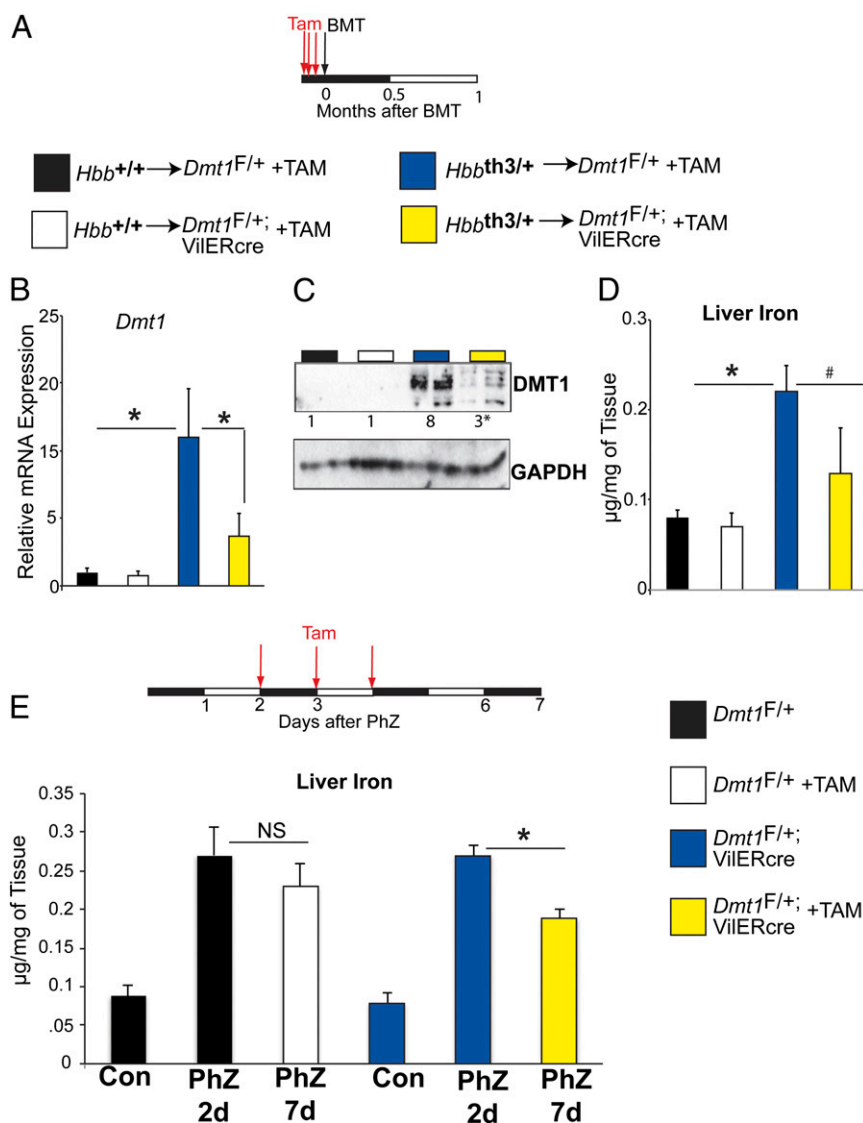 A
Tam BMT
0 0.5 1
Months after BMT
Hbb+/+ → Dmt1F/+ +TAM
Hbbth3/+ → Dmt1F/+ +TAM
Hbb+/+ → Dmt1F/+; +TAM
VilERcre
Hbbth3/+ → Dmt1F/+; +TAM
VilERcre
B
Dmt1
Relative mRNA Expression
25
20
15
5
0
* *
C
DMT1
1 1 8 3*
GAPDH
D
Liver Iron
µg/mg of Tissue
0.3
0.2
0.1
0
* #
Tam
1 2 3 6 7
Days after PhZ
E
Liver Iron
µg/mg of Tissue
0.35
0.3
0.25
0.2
0.15
0.1
.05
0
NS *
Con PhZ PhZ Con PhZ PhZ
2d 7d 2d 7d
Dmt1F/+
Dmt1F/+ +TAM
Dmt1F/+;
VilERcre
Dmt1F/+; +TAM
VilERcre